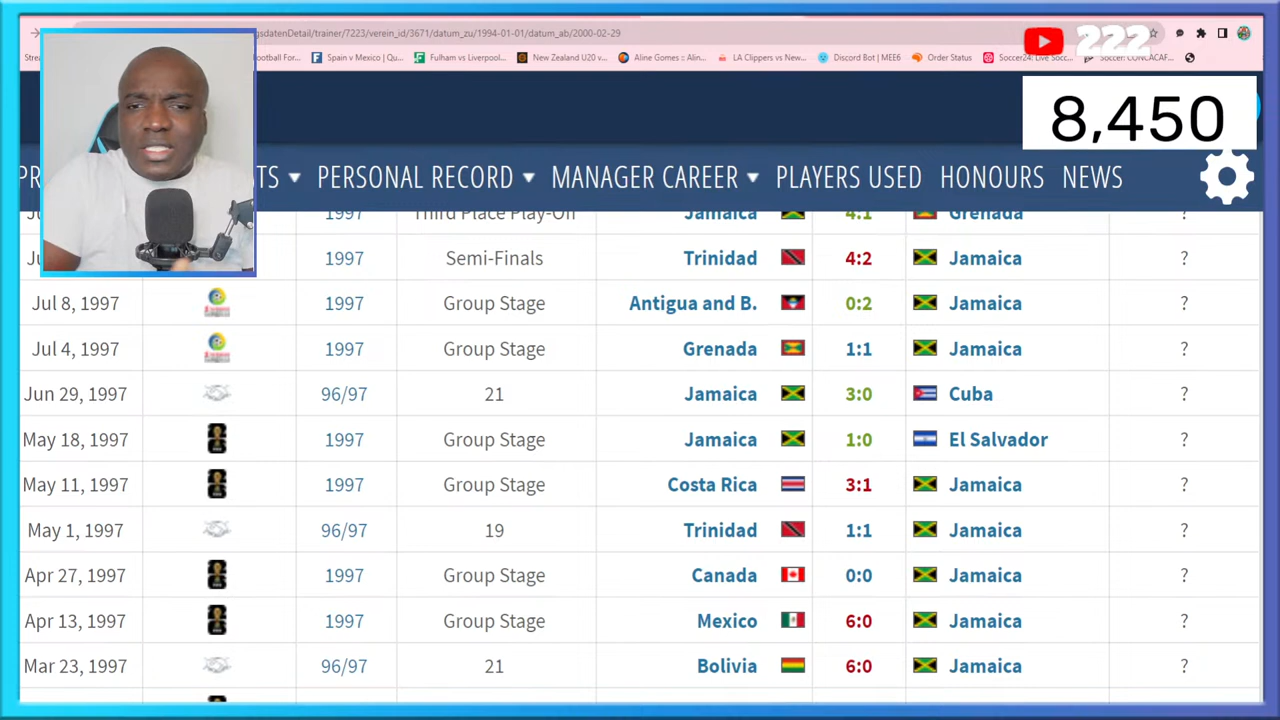 gsdatenDetail/trainer/7223/verein_id/3671/datum_zu/1994-01-01/datum_ab/2000-02-29
222
Strea
ootball For... Spain v Mexico | Qu... Fulham vs Liverpool... New Zealand U20 v... Aline Gomes :: Alin... LA Clippers vs New... Discord Bot | MEE6 Order Status Soccer24: Live Socc... Soccer: CONCACAF...
8,450
PR TS PERSONAL RECORD MANAGER CAREER PLAYERS USED HONOURS NEWS
Ju 1997 Third Place Play-Off Jamaica 4:1 Grenada ?
Ju 1997 Semi-Finals Trinidad 4:2 Jamaica ?
Jul 8, 1997 1997 Group Stage Antigua and B. 0:2 Jamaica ?
Jul 4, 1997 1997 Group Stage Grenada 1:1 Jamaica ?
Jun 29, 1997 96/97 21 Jamaica 3:0 Cuba ?
May 18, 1997 1997 Group Stage Jamaica 1:0 El Salvador ?
May 11, 1997 1997 Group Stage Costa Rica 3:1 Jamaica ?
May 1, 1997 96/97 19 Trinidad 1:1 Jamaica ?
Apr 27, 1997 1997 Group Stage Canada 0:0 Jamaica ?
Apr 13, 1997 1997 Group Stage Mexico 6:0 Jamaica ?
Mar 23, 1997 96/97 21 Bolivia 6:0 Jamaica ?